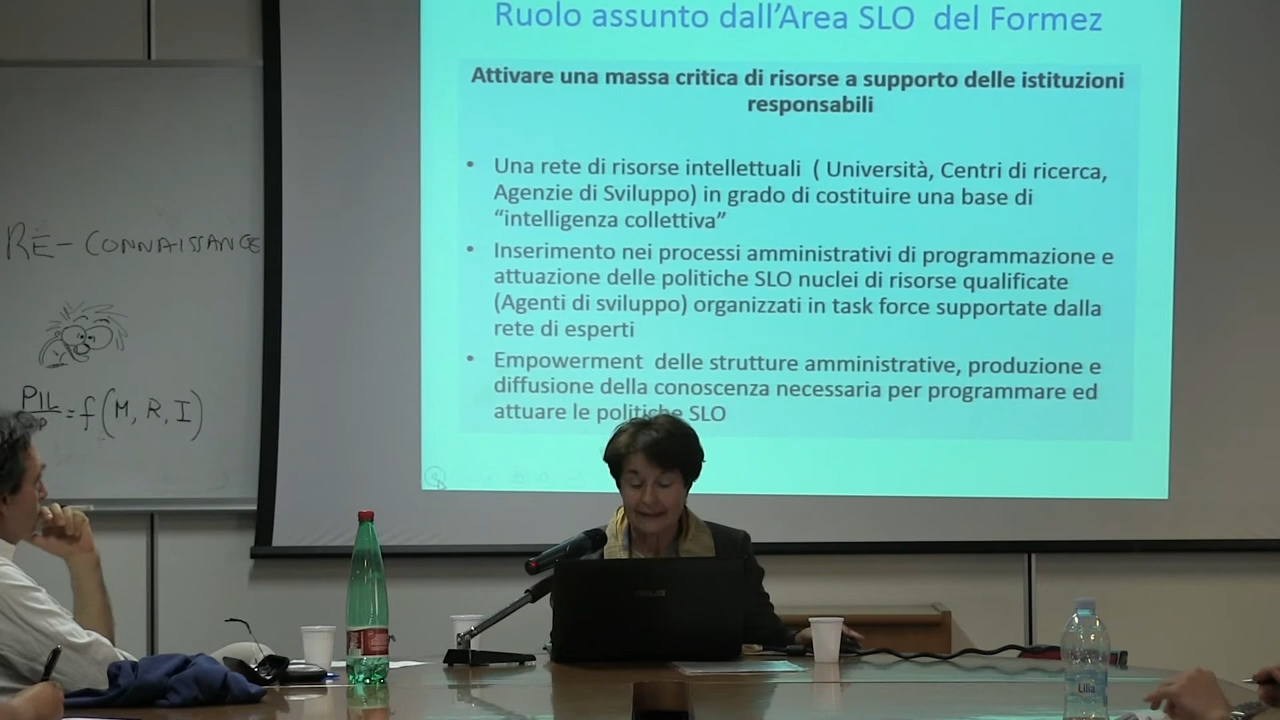 Ruolo assunto dall'Area SLO del Formez
Attivare una massa critica di risorse a supporto delle istituzioni
responsabili
• Una rete di risorse intellettuali ( Università, Centri di ricerca,
Agenzie di Sviluppo) in grado di costituire una base di
“intelligenza collettiva”
• Inserimento nei processi amministrativi di programmazione e
attuazione delle politiche SLO nuclei di risorse qualificate
(Agenti di sviluppo) organizzati in task force supportate dalla
rete di esperti
• Empowerment delle strutture amministrative, produzione e
diffusione della conoscenza necessaria per programmare ed
attuare le politiche SLO
RE-CONNAISSANCE
PIL
= f(M, R, I)
ASUS
Lilia